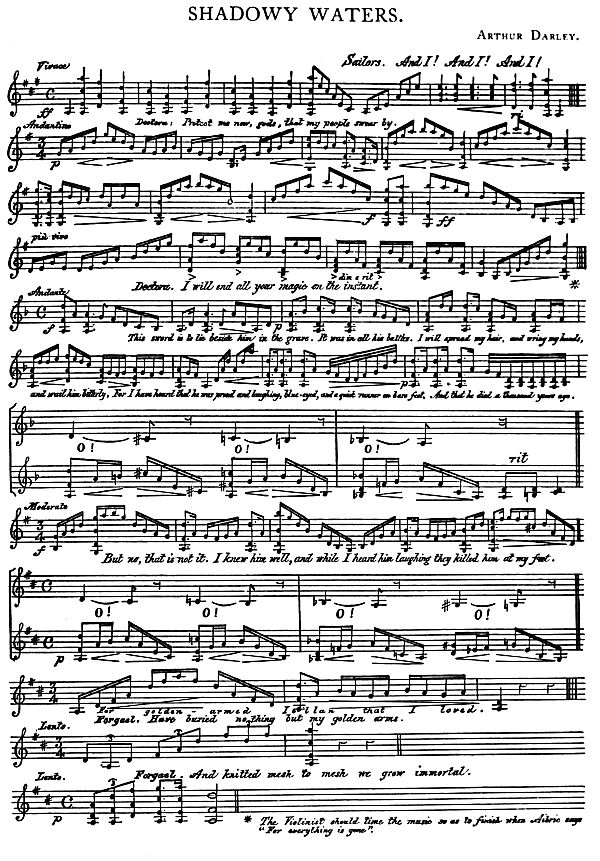 SHADOWY WATERS.
ARTHUR DARLEY.
Vivace
Sailors. And I! And I! And I!
ff
Andantino
Dectora: Protect me now, gods, that my people swear by.
p
f
ff
più vivo
> dim e rit >
Dectora. I will end all your magic on the instant.
*
Andante
f
p
This sword is to lie beside him in the grave. It was in all his battles. I will spread my hair, and wring my hands,
p
and wail him bitterly, For I have heard that he was proud and laughing, blue-eyed, and a quick runner on bare feet, And that he died a thousand years ago.
O! O! O!
rit
Moderato
f
But no, that is not it. I knew him well, and while I heard him laughing they killed him at my feet.
O! O! O! O!
p
For golden-armed Iollan that I loved.
Forgael. Have buried nothing but my golden arms.
Lento.
Lento.
Forgael. And knitted mesh to mesh we grow immortal.
p
* The Violinist should time the music so as to finish when Aibric says
"For everything is gone".